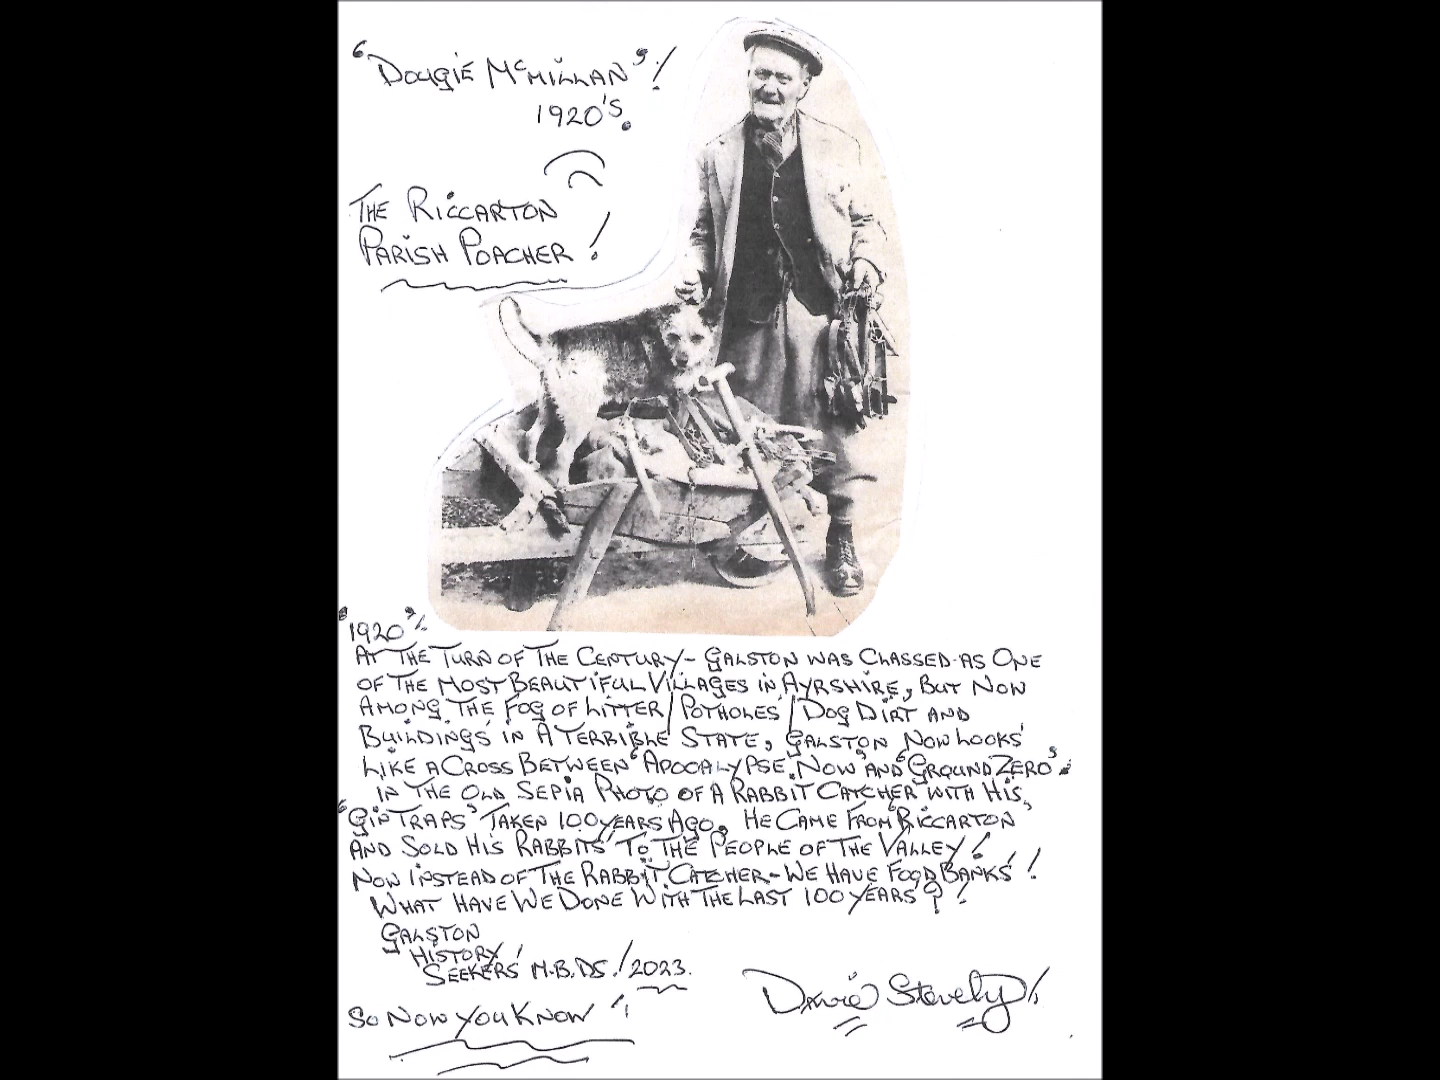 "Dougie McMillan"!
1920's.
The Riccarton
Parish Poacher!
"1920's"
At the Turn of The Century - Galston was Classed as One
of The Most Beautiful Villages in Ayrshire, But Now
Among the Fog of Litter/Potholes/Dog Dirt and
Buildings in A Terrible State, Galston Now Looks
Like a Cross Between 'Apocalypse Now' and 'Ground Zero'.
In The Old Sepia Photo of a Rabbit Catcher with His,
'Gin Traps' Taken 100 years Ago, He Came From 'Riccarton'
and Sold His Rabbits To The People of The Valley!
Now instead of The Rabbit Catcher - We Have Food Banks!!
What Have We Done With The Last 100 years?!
Galston
History!
Seekers M.B.DS.! 2023.
Davie Stevely!
So Now You Know!